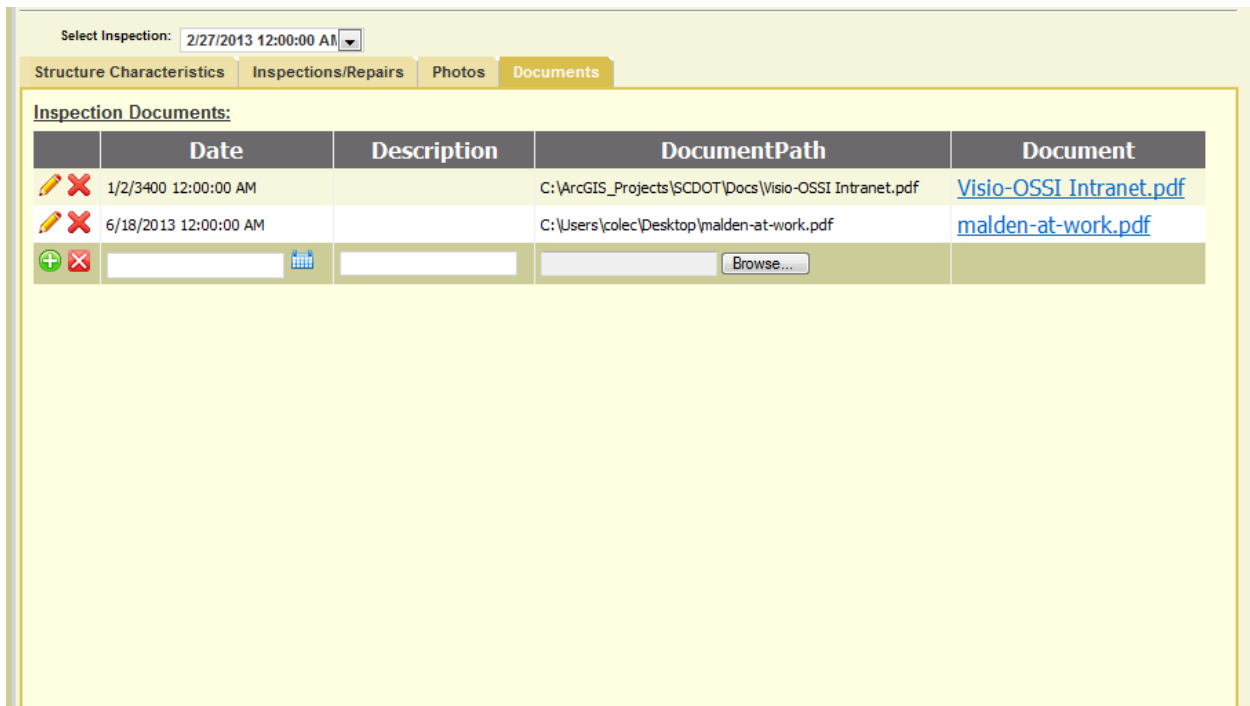 Select Inspection: 2/27/2013 12:00:00 AM
Structure Characteristics Inspections/Repairs Photos Documents
Inspection Documents:
Date Description DocumentPath Document
1/2/3400 12:00:00 AM C:\ArcGIS_Projects\SCDOT\Docs\Visio-OSSI Intranet.pdf Visio-OSSI Intranet.pdf
6/18/2013 12:00:00 AM C:\Users\colec\Desktop\malden-at-work.pdf malden-at-work.pdf
Browse...